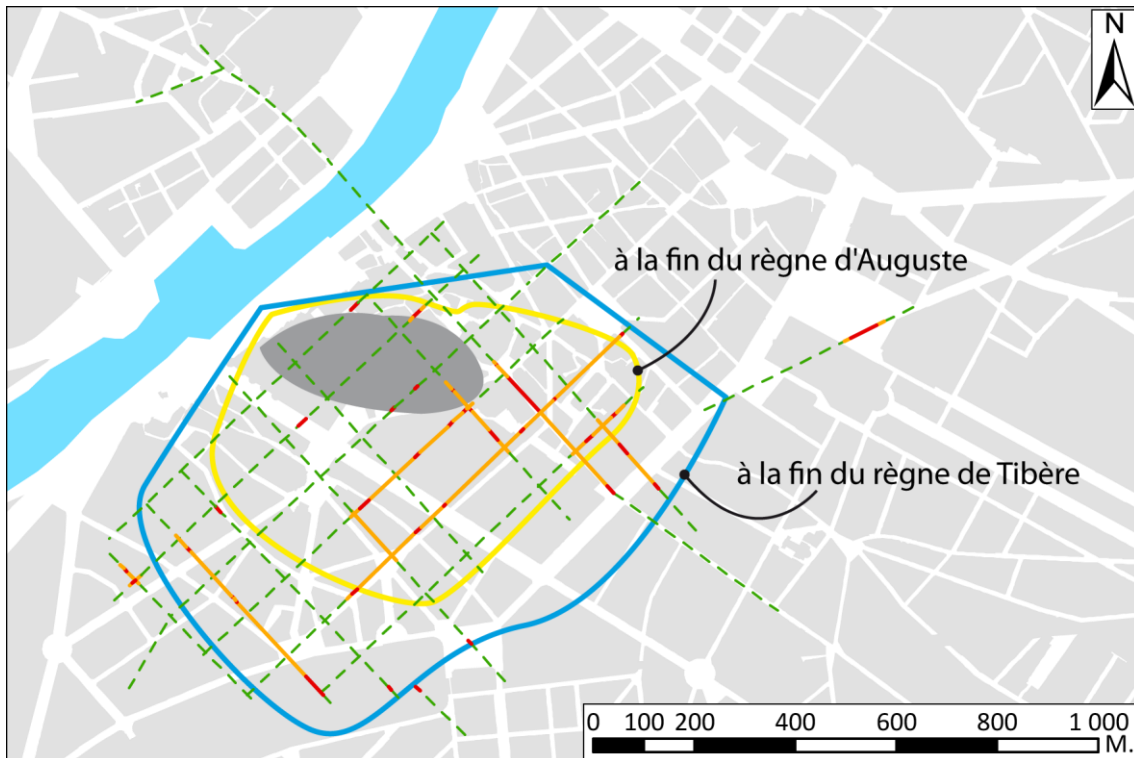 N
à la fin du règne d'Auguste
à la fin du règne de Tibère
0 100 200 400 600 800 1 000
M.